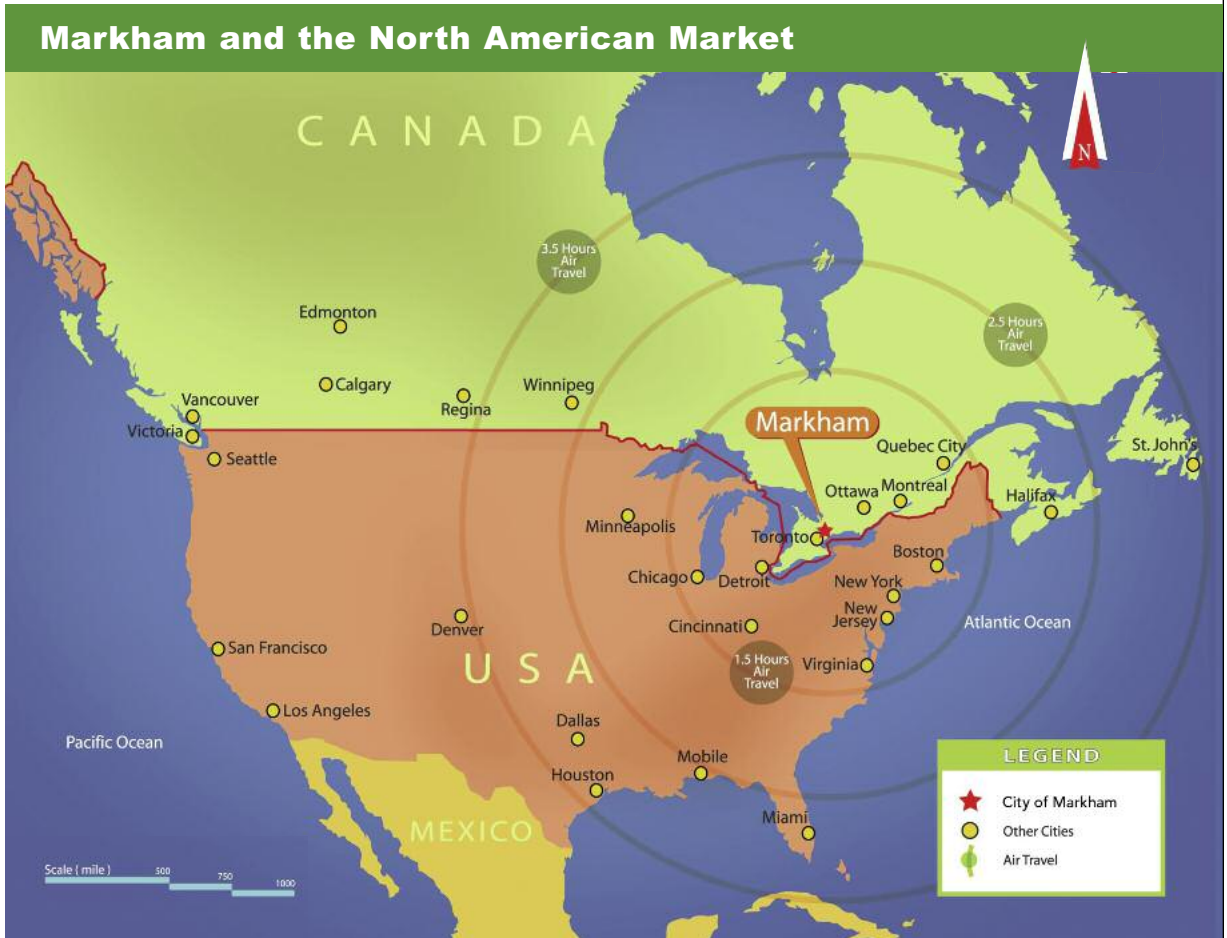 Markham and the North American Market
N
CANADA
3.5 Hours
Air
Travel
2.5 Hours
Air
Travel
Edmonton
Calgary
Regina
Winnipeg
Vancouver
Victoria
Seattle
Markham
Quebec City
St. John's
Ottawa
Montreal
Halifax
Minneapolis
Toronto
Boston
Chicago
Detroit
New York
New
Jersey
Atlantic Ocean
Denver
Cincinnati
San Francisco
USA
1.5 Hours
Air
Travel
Virginia
Los Angeles
Dallas
Pacific Ocean
Mobile
Houston
Miami
MEXICO
LEGEND
City of Markham
Other Cities
Air Travel
Scale ( mile )
500
750
1000